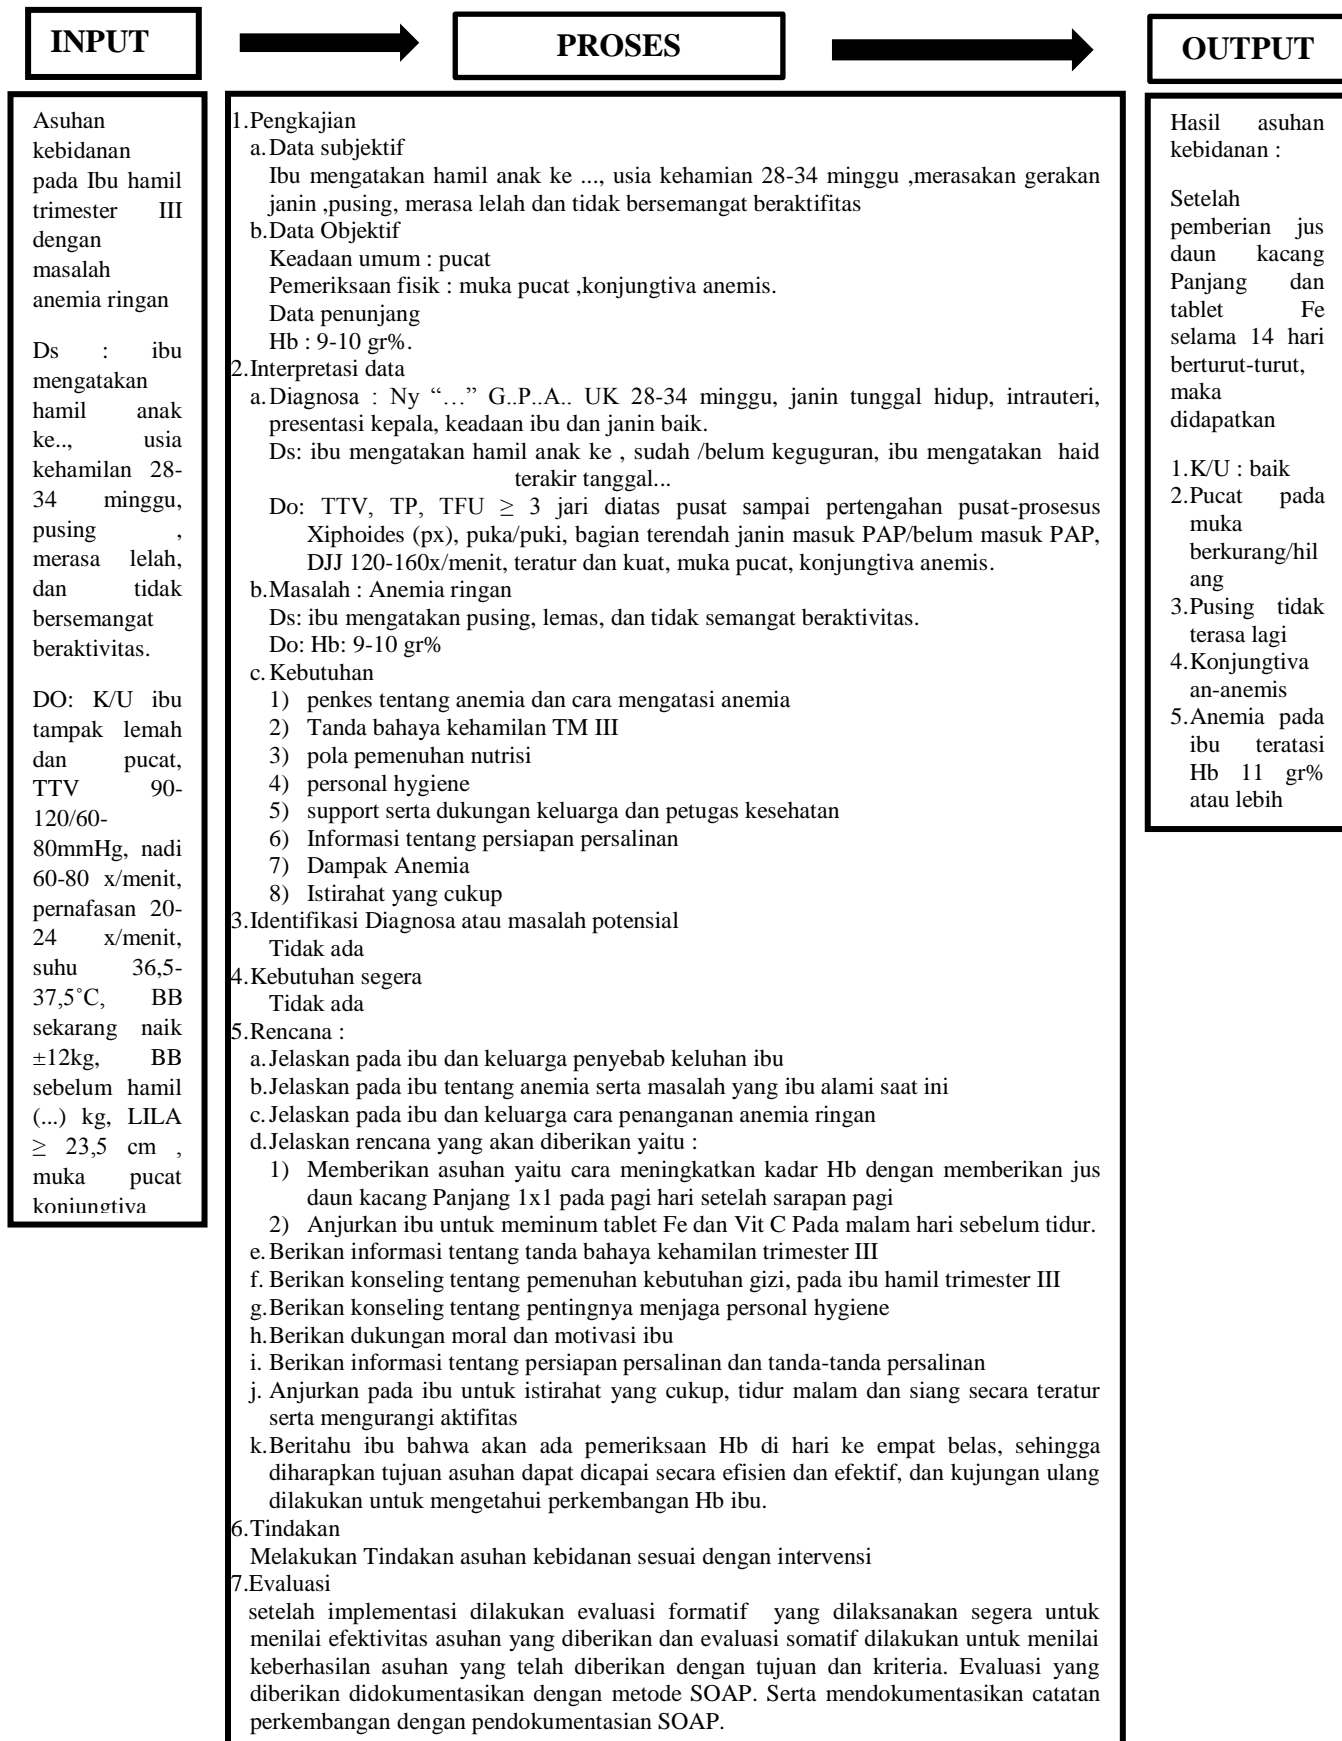 INPUT
PROSES
OUTPUT
Asuhan
kebidanan
pada Ibu hamil
trimester III
dengan
masalah
anemia ringan
Ds : ibu
mengatakan
hamil anak
ke.., usia
kehamilan 28-
34 minggu,
pusing ,
merasa lelah,
dan tidak
bersemangat
beraktivitas.
DO: K/U ibu
tampak lemah
dan pucat,
TTV 90-
120/60-
80mmHg, nadi
60-80 x/menit,
pernafasan 20-
24 x/menit,
suhu 36,5-
37,5˚C, BB
sekarang naik
±12kg, BB
sebelum hamil
(...) kg, LILA
≥ 23,5 cm ,
muka pucat
konjungtiva
1.Pengkajian
a.Data subjektif
Ibu mengatakan hamil anak ke ..., usia kehamian 28-34 minggu ,merasakan gerakan
janin ,pusing, merasa lelah dan tidak bersemangat beraktifitas
b.Data Objektif
Keadaan umum : pucat
Pemeriksaan fisik : muka pucat ,konjungtiva anemis.
Data penunjang
Hb : 9-10 gr%.
2.Interpretasi data
a.Diagnosa : Ny “…” G..P..A.. UK 28-34 minggu, janin tunggal hidup, intrauteri,
presentasi kepala, keadaan ibu dan janin baik.
Ds: ibu mengatakan hamil anak ke , sudah /belum keguguran, ibu mengatakan haid
terakir tanggal...
Do: TTV, TP, TFU ≥ 3 jari diatas pusat sampai pertengahan pusat-prosesus
Xiphoides (px), puka/puki, bagian terendah janin masuk PAP/belum masuk PAP,
DJJ 120-160x/menit, teratur dan kuat, muka pucat, konjungtiva anemis.
b.Masalah : Anemia ringan
Ds: ibu mengatakan pusing, lemas, dan tidak semangat beraktivitas.
Do: Hb: 9-10 gr%
c.Kebutuhan
1) penkes tentang anemia dan cara mengatasi anemia
2) Tanda bahaya kehamilan TM III
3) pola pemenuhan nutrisi
4) personal hygiene
5) support serta dukungan keluarga dan petugas kesehatan
6) Informasi tentang persiapan persalinan
7) Dampak Anemia
8) Istirahat yang cukup
3.Identifikasi Diagnosa atau masalah potensial
Tidak ada
4.Kebutuhan segera
Tidak ada
5.Rencana :
a.Jelaskan pada ibu dan keluarga penyebab keluhan ibu
b.Jelaskan pada ibu tentang anemia serta masalah yang ibu alami saat ini
c.Jelaskan pada ibu dan keluarga cara penanganan anemia ringan
d.Jelaskan rencana yang akan diberikan yaitu :
1) Memberikan asuhan yaitu cara meningkatkan kadar Hb dengan memberikan jus
daun kacang Panjang 1x1 pada pagi hari setelah sarapan pagi
2) Anjurkan ibu untuk meminum tablet Fe dan Vit C Pada malam hari sebelum tidur.
e.Berikan informasi tentang tanda bahaya kehamilan trimester III
f. Berikan konseling tentang pemenuhan kebutuhan gizi, pada ibu hamil trimester III
g.Berikan konseling tentang pentingnya menjaga personal hygiene
h.Berikan dukungan moral dan motivasi ibu
i. Berikan informasi tentang persiapan persalinan dan tanda-tanda persalinan
j. Anjurkan pada ibu untuk istirahat yang cukup, tidur malam dan siang secara teratur
serta mengurangi aktifitas
k.Beritahu ibu bahwa akan ada pemeriksaan Hb di hari ke empat belas, sehingga
diharapkan tujuan asuhan dapat dicapai secara efisien dan efektif, dan kujungan ulang
dilakukan untuk mengetahui perkembangan Hb ibu.
6.Tindakan
Melakukan Tindakan asuhan kebidanan sesuai dengan intervensi
7.Evaluasi
setelah implementasi dilakukan evaluasi formatif yang dilaksanakan segera untuk
menilai efektivitas asuhan yang diberikan dan evaluasi somatif dilakukan untuk menilai
keberhasilan asuhan yang telah diberikan dengan tujuan dan kriteria. Evaluasi yang
diberikan didokumentasikan dengan metode SOAP. Serta mendokumentasikan catatan
perkembangan dengan pendokumentasian SOAP.
Hasil asuhan
kebidanan :
Setelah
pemberian jus
daun kacang
Panjang dan
tablet Fe
selama 14 hari
berturut-turut,
maka
didapatkan
1.K/U : baik
2.Pucat pada
muka
berkurang/hil
ang
3.Pusing tidak
terasa lagi
4.Konjungtiva
an-anemis
5.Anemia pada
ibu teratasi
Hb 11 gr%
atau lebih